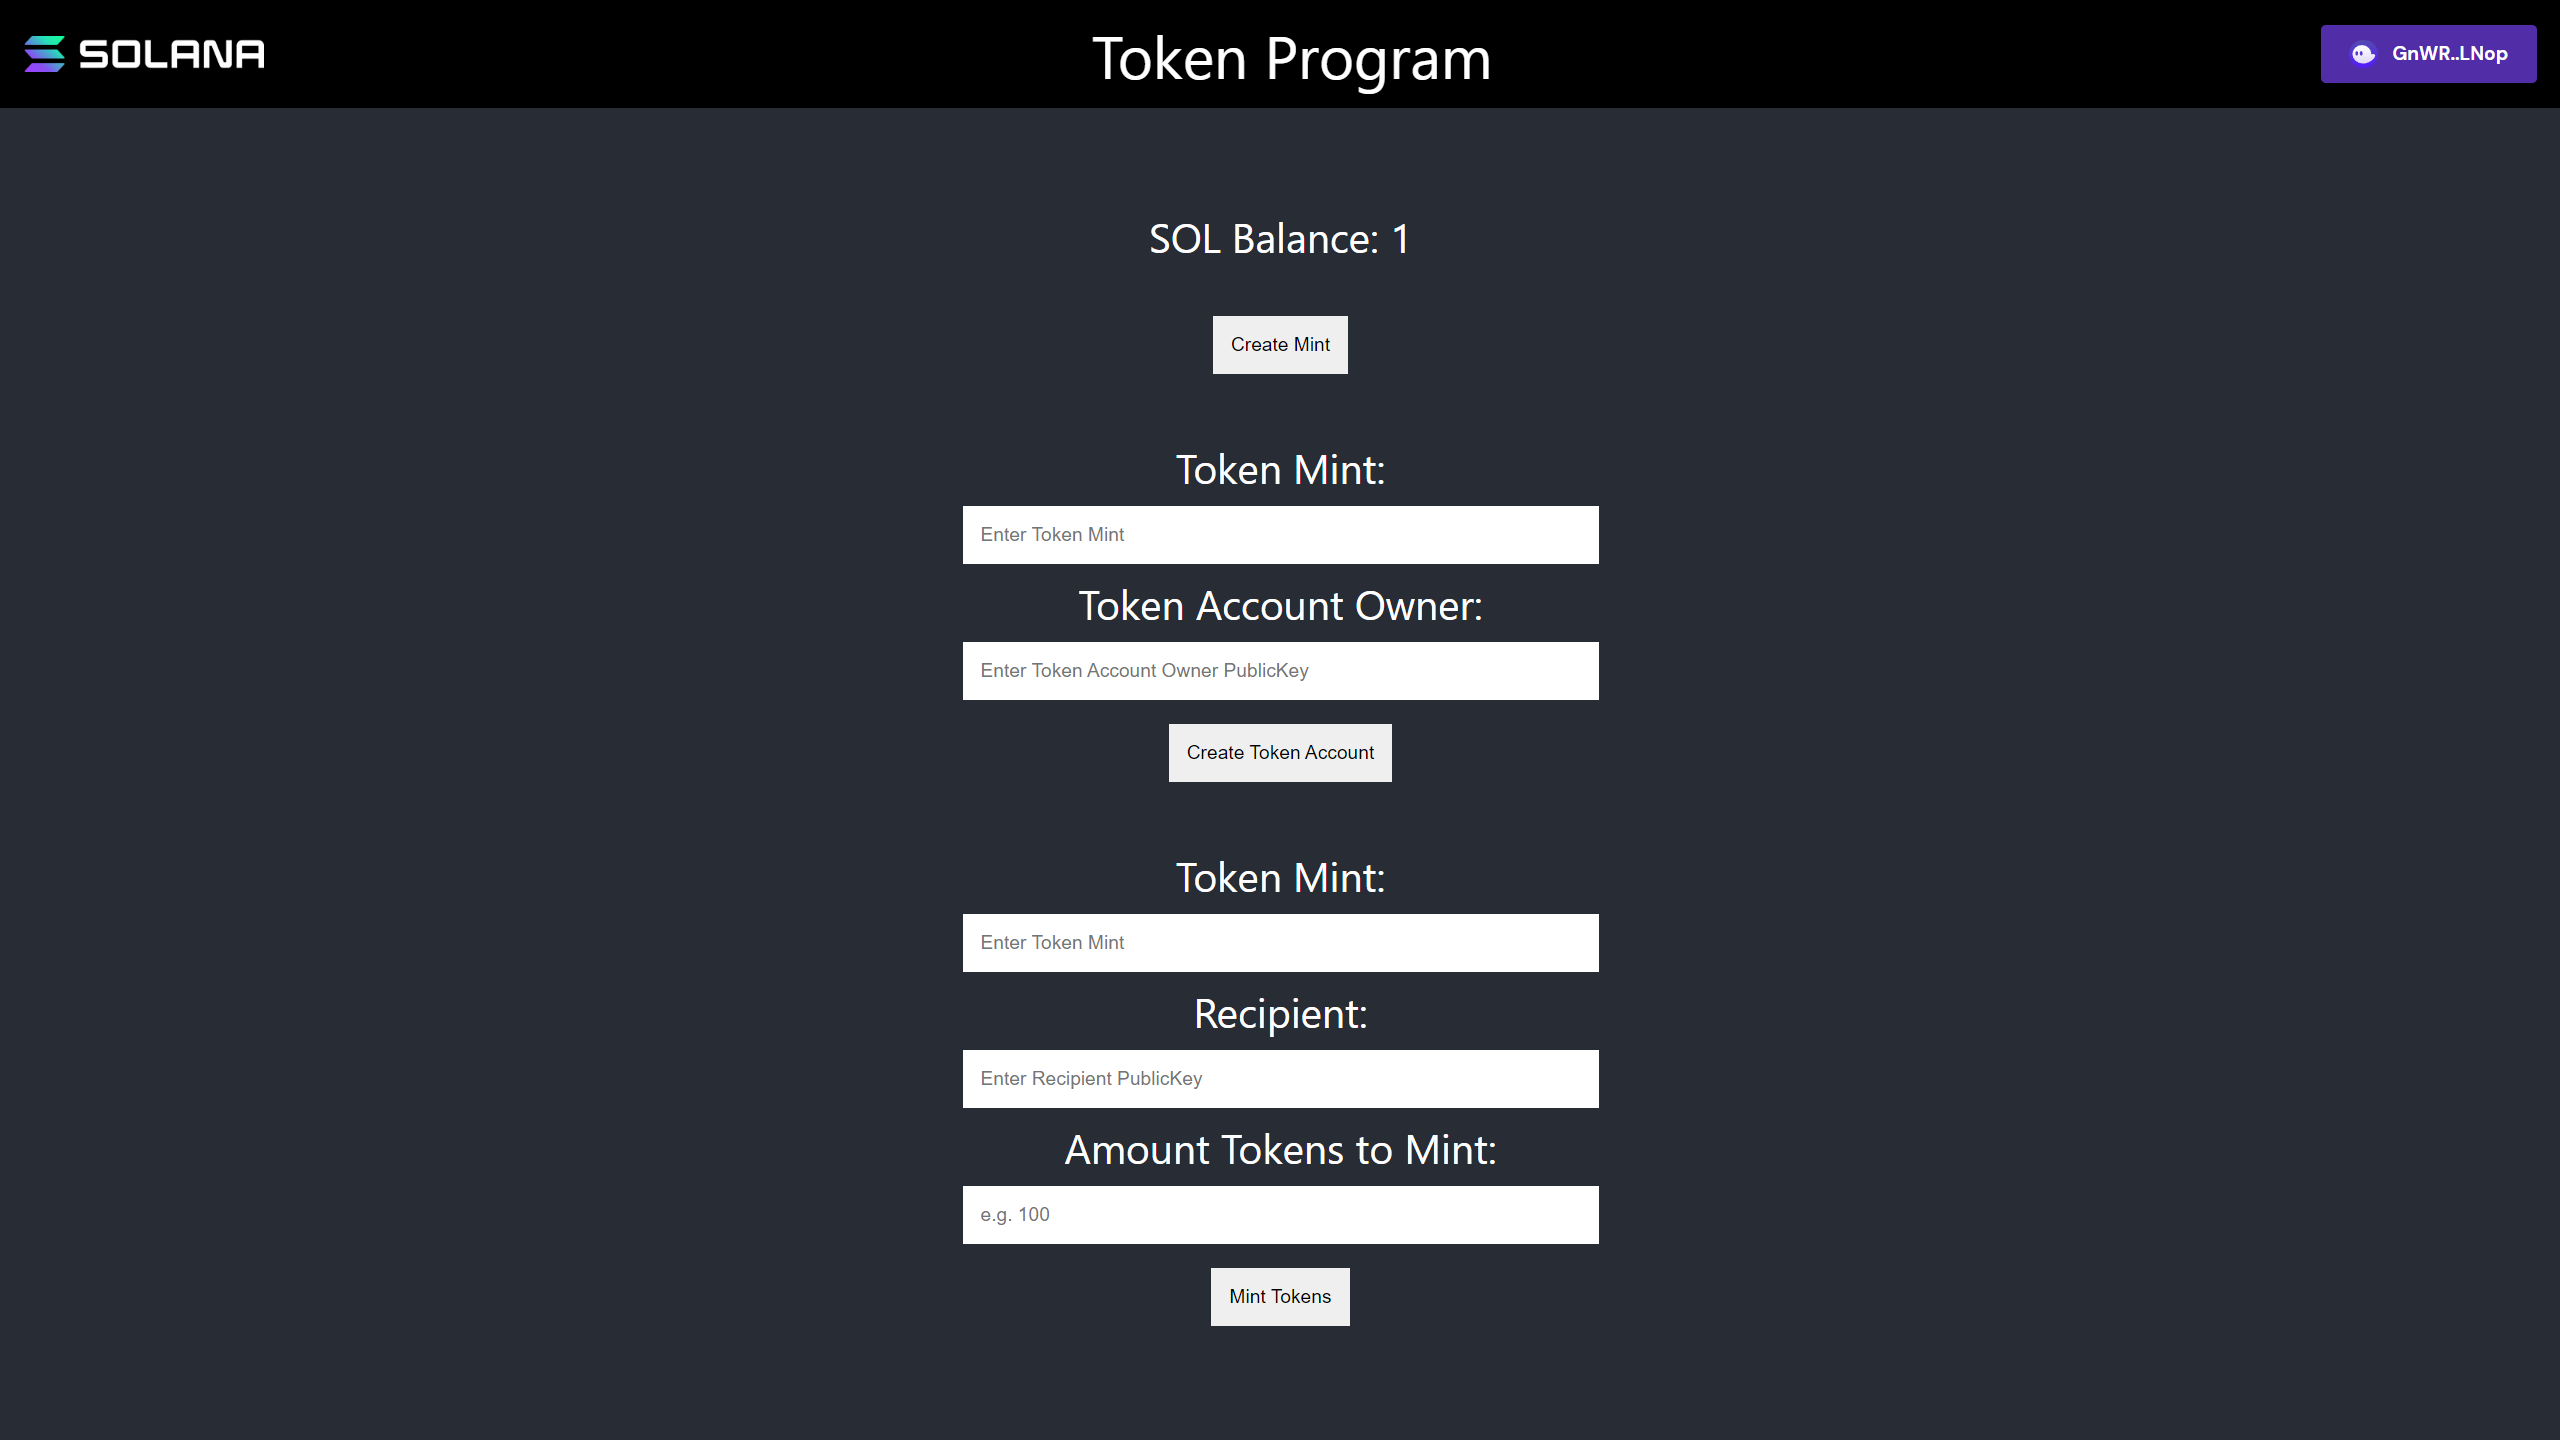 SOLANA
Token Program
GnWR..LNop
SOL Balance: 1
Create Mint
Token Mint:
Enter Token Mint
Token Account Owner:
Enter Token Account Owner PublicKey
Create Token Account
Token Mint:
Enter Token Mint
Recipient:
Enter Recipient PublicKey
Amount Tokens to Mint:
e.g. 100
Mint Tokens